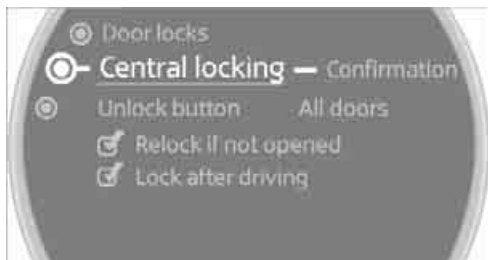 Door locks
Central locking Confirmation
Unlock button All doors
Relock if not opened
Lock after driving